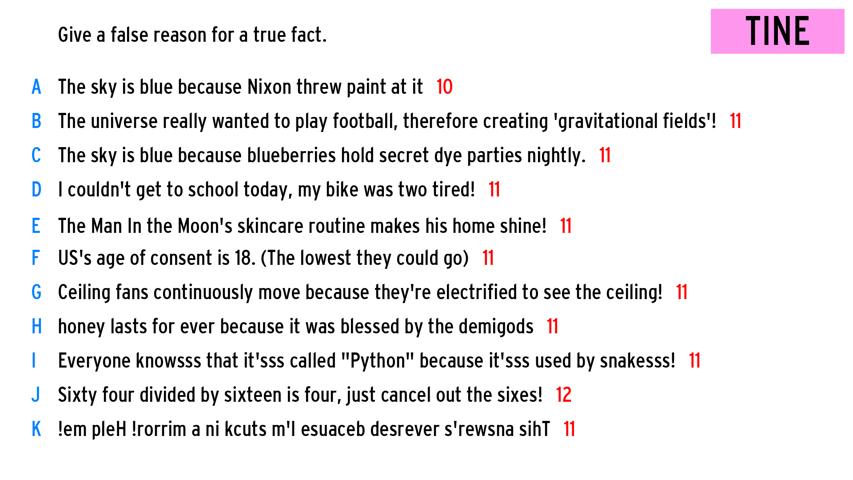 Give a false reason for a true fact.
TINE
A The sky is blue because Nixon threw paint at it 10
B The universe really wanted to play football, therefore creating 'gravitational fields'! 11
C The sky is blue because blueberries hold secret dye parties nightly. 11
D I couldn't get to school today, my bike was two tired! 11
E The Man In the Moon's skincare routine makes his home shine! 11
F US's age of consent is 18. (The lowest they could go) 11
G Ceiling fans continuously move because they're electrified to see the ceiling! 11
H honey lasts for ever because it was blessed by the demigods 11
I Everyone knowsss that it'sss called "Python" because it'sss used by snakesss! 11
J Sixty four divided by sixteen is four, just cancel out the sixes! 12
K !em pleH !rorrim a ni kcuts m'I esuaceb desrever s'rewsna sihT 11